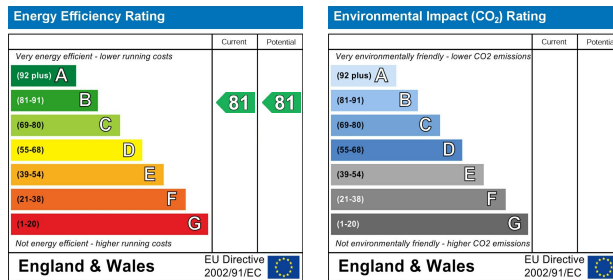 Energy Efficiency Rating
Current Potential
Very energy efficient - lower running costs
(92 plus) A
(81-91) B 81 81
(69-80) C
(55-68) D
(39-54) E
(21-38) F
(1-20) G
Not energy efficient - higher running costs
England & Wales
EU Directive
2002/91/EC
Environmental Impact (CO2) Rating
Current Potential
Very environmentally friendly - lower CO2 emissions
(92 plus) A
(81-91) B
(69-80) C
(55-68) D
(39-54) E
(21-38) F
(1-20) G
Not environmentally friendly - higher CO2 emissions
England & Wales
EU Directive
2002/91/EC